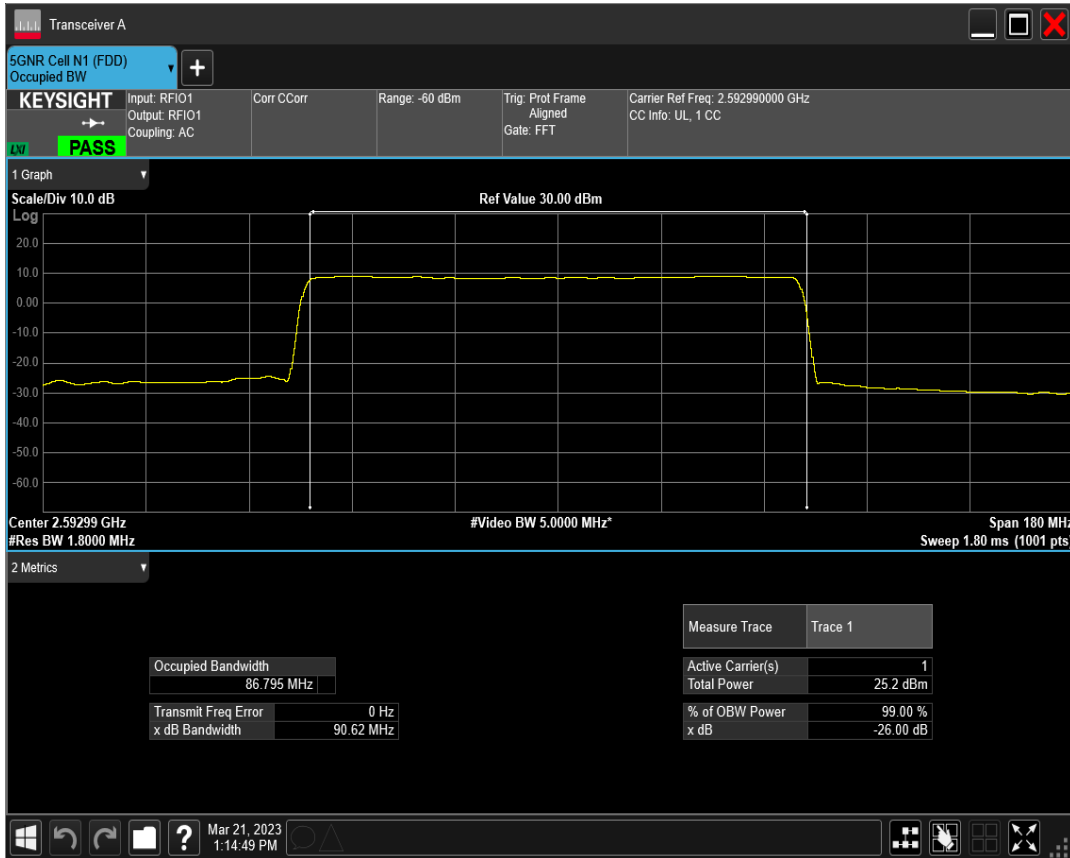 Transceiver A
5GNR Cell N1 (FDD)
Occupied BW
+
KEYSIGHT
LXI
PASS
Input: RFIO1
Output: RFIO1
Coupling: AC
Corr CCorr
Range: -60 dBm
Trig: Prot Frame
Aligned
Gate: FFT
Carrier Ref Freq: 2.592990000 GHz
CC Info: UL, 1 CC
1 Graph
Scale/Div 10.0 dB
Ref Value 30.00 dBm
Log
20.0
10.0
0.00
-10.0
-20.0
-30.0
-40.0
-50.0
-60.0
Center 2.59299 GHz
#Video BW 5.0000 MHz*
Span 180 MHz
#Res BW 1.8000 MHz
Sweep 1.80 ms (1001 pts)
2 Metrics
Measure Trace Trace 1
Occupied Bandwidth
86.795 MHz
Active Carrier(s) 1
Total Power 25.2 dBm
Transmit Freq Error 0 Hz
x dB Bandwidth 90.62 MHz
% of OBW Power 99.00 %
x dB -26.00 dB
?
Mar 21, 2023
1:14:49 PM